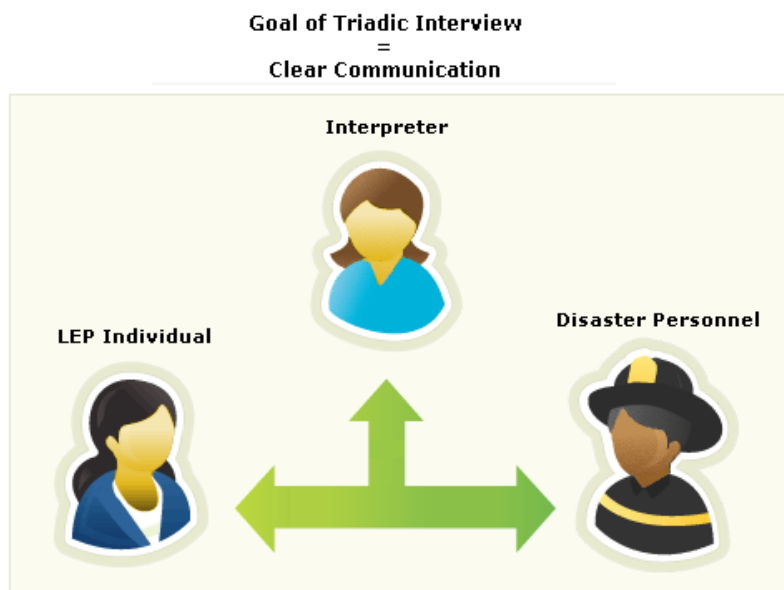 Goal of Triadic Interview
=
Clear Communication
Interpreter
LEP Individual
Disaster Personnel